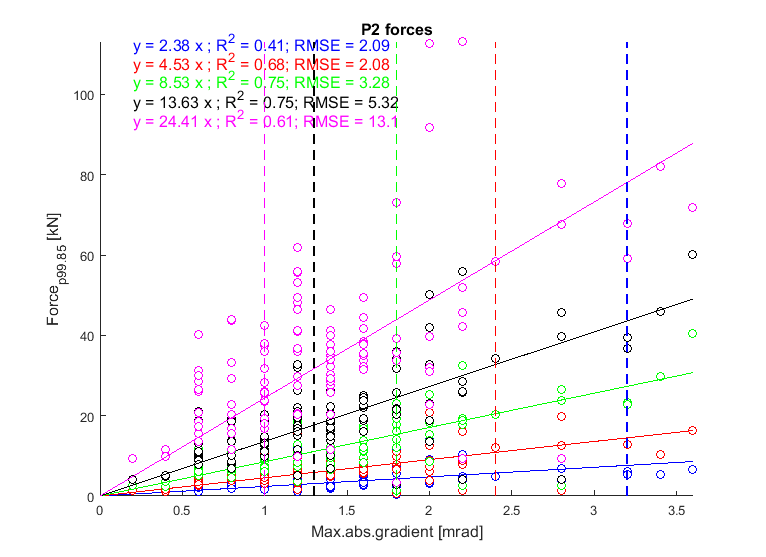 P2 forces
y = 2.38 x ; R² = 0.41; RMSE = 2.09
y = 4.53 x ; R² = 0.68; RMSE = 2.08
y = 8.53 x ; R² = 0.75; RMSE = 3.28
y = 13.63 x ; R² = 0.75; RMSE = 5.32
y = 24.41 x ; R² = 0.61; RMSE = 13.1
100
80
60
40
20
0
Force_p99.85 [kN]
0 0.5 1 1.5 2 2.5 3 3.5
Max.abs.gradient [mrad]